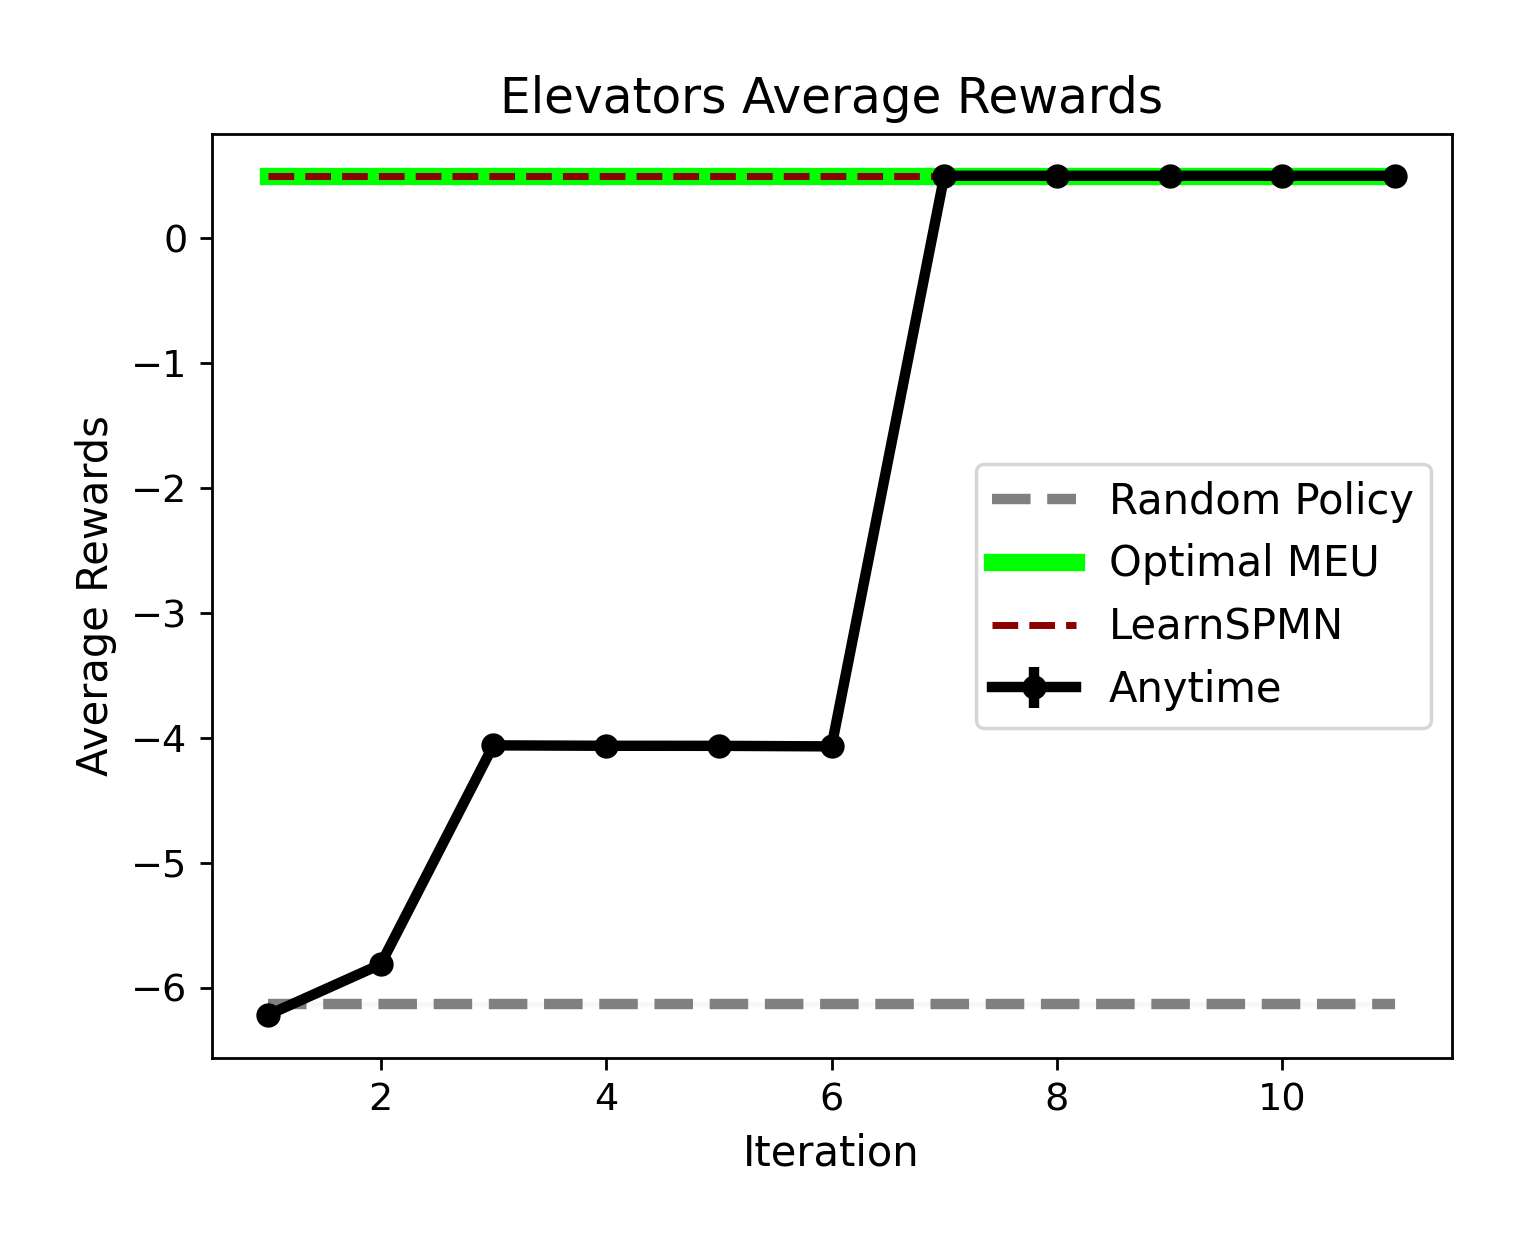 Elevators Average Rewards
Average Rewards
0
−1
−2
−3
−4
−5
−6
Random Policy
Optimal MEU
LearnSPMN
Anytime
2 4 6 8 10
Iteration